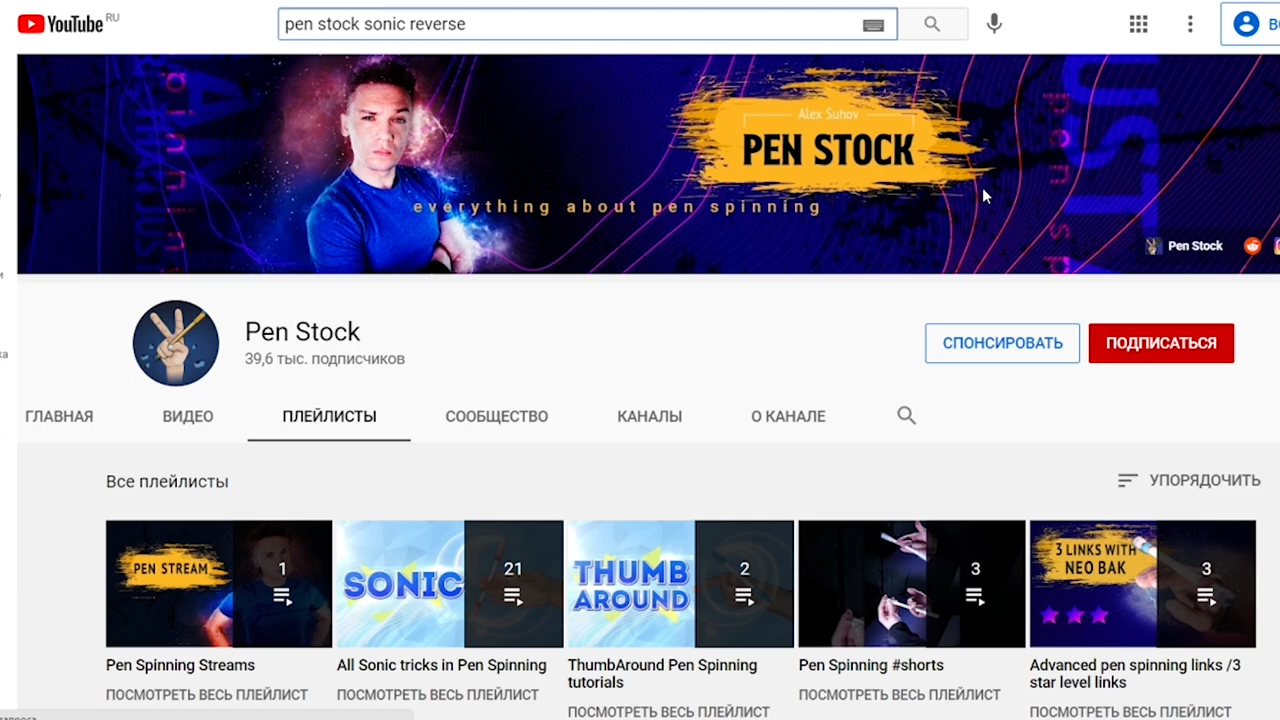 YouTube RU
pen stock sonic reverse
Alex Suhov
PEN STOCK
everything about pen spinning
Pen Stock
Pen Stock
39,6 тыс. подписчиков
СПОНСИРОВАТЬ
ПОДПИСАТЬСЯ
ГЛАВНАЯ
ВИДЕО
ПЛЕЙЛИСТЫ
СООБЩЕСТВО
КАНАЛЫ
О КАНАЛЕ
Все плейлисты
УПОРЯДОЧИТЬ
PEN STREAM
1
SONIC
21
THUMB
AROUND
2
3
3 LINKS WITH
NEO BAK
3
Pen Spinning Streams
ПОСМОТРЕТЬ ВЕСЬ ПЛЕЙЛИСТ
All Sonic tricks in Pen Spinning
ПОСМОТРЕТЬ ВЕСЬ ПЛЕЙЛИСТ
ThumbAround Pen Spinning
tutorials
ПОСМОТРЕТЬ ВЕСЬ ПЛЕЙЛИСТ
Pen Spinning #shorts
ПОСМОТРЕТЬ ВЕСЬ ПЛЕЙЛИСТ
Advanced pen spinning links /3
star level links
ПОСМОТРЕТЬ ВЕСЬ ПЛЕЙЛИСТ